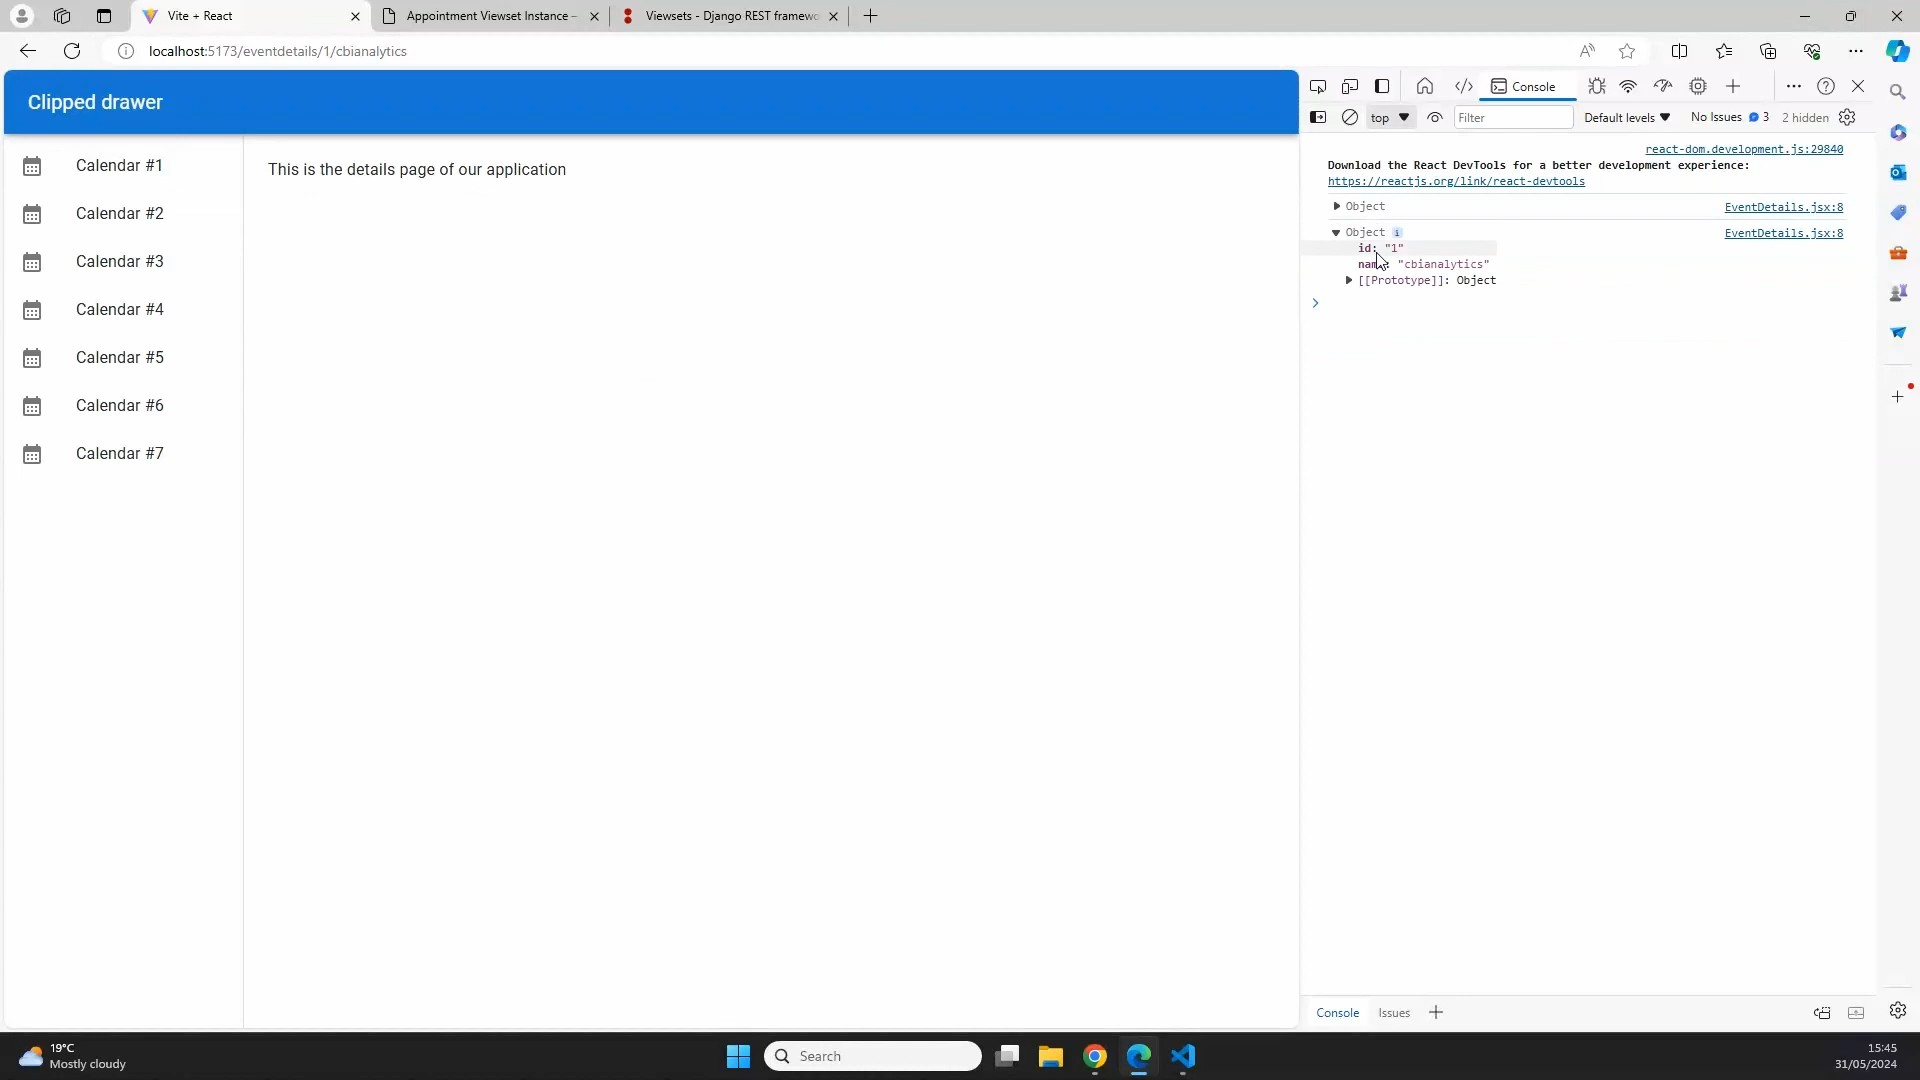 Vite + React
Appointment Viewset Instance –
Viewsets - Django REST framewo
localhost:5173/eventdetails/1/cbianalytics
Clipped drawer
Calendar #1
Calendar #2
Calendar #3
Calendar #4
Calendar #5
Calendar #6
Calendar #7
This is the details page of our application
Console
top
Filter
Default levels
No Issues
3
2 hidden
react-dom.development.js:29840
Download the React DevTools for a better development experience:
https://reactjs.org/link/react-devtools
Object
EventDetails.jsx:8
Object
EventDetails.jsx:8
id: "1"
name: "cbianalytics"
[[Prototype]]: Object
Console
Issues
19°C
Mostly cloudy
Search
15:45
31/05/2024